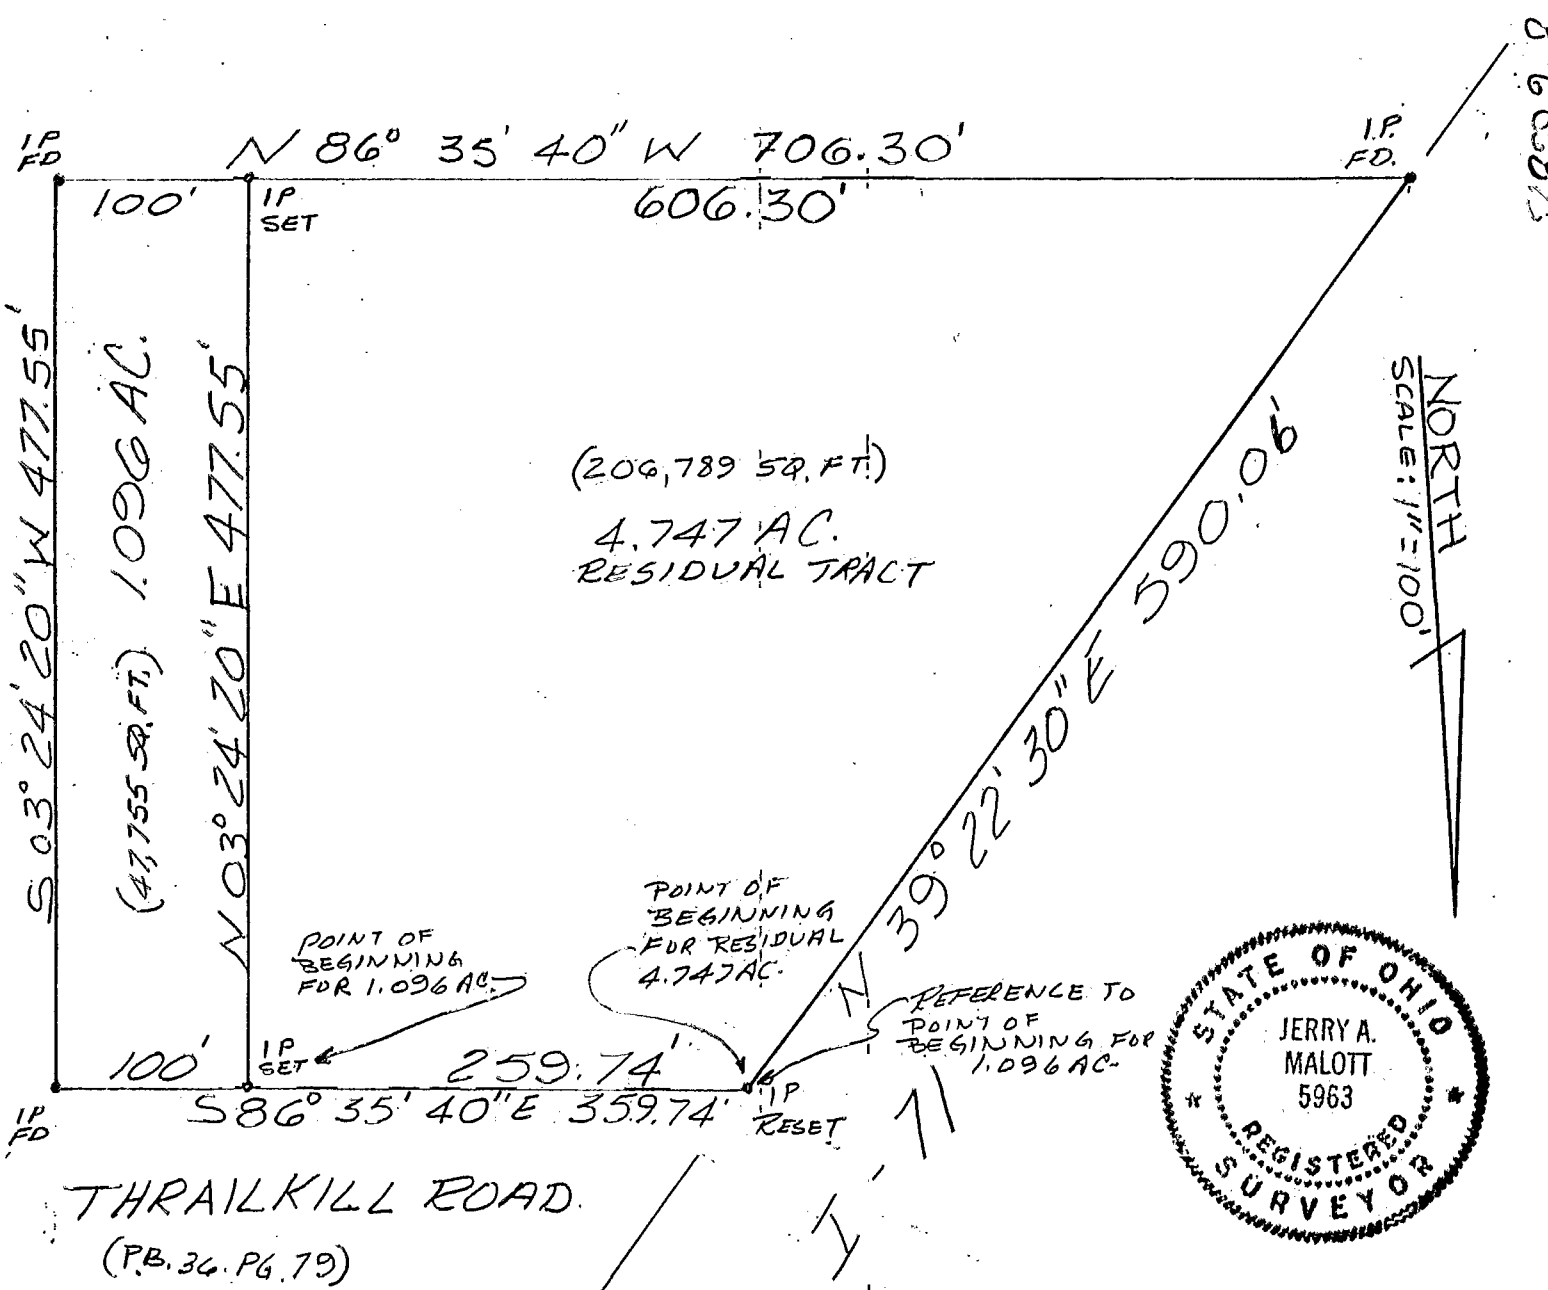 N 86° 35' 40" W 706.30'
IP
FD
I.P.
FD.
100'
IP
SET
606.30'
S 03° 24' 20" W 477.55'
1.096 AC.
(47,755 SQ.FT.)
N 03° 24' 20" E 477.55'
(206,789 SQ. FT.)
4.747 AC.
RESIDUAL TRACT
N 39° 22' 30" E 590.06'
NORTH
SCALE: 1"=100'
POINT OF
BEGINNING
FOR 1.096 AC.
POINT OF
BEGINNING
FOR RESIDUAL
4.747 AC.
REFERENCE TO
POINT OF
BEGINNING FOR
1.096 AC.
100'
IP
SET
259.74'
S 86° 35' 40" E 359.74'
IP
RESET
IP
FD
THRAILKILL ROAD
(P.B. 36. PG. 79)
71
STATE OF OHIO
JERRY A.
MALOTT
5963
REGISTERED
SURVEYOR